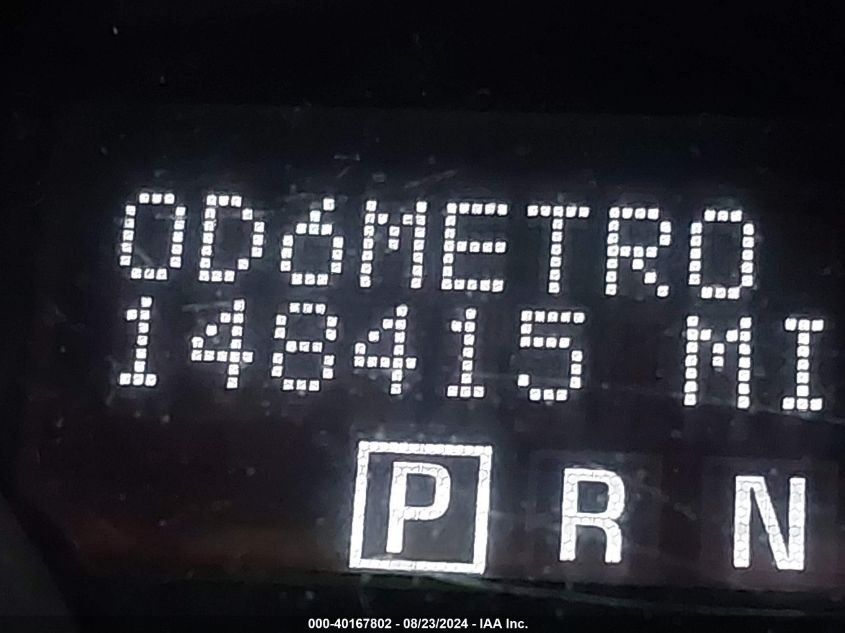 ODóMETRO
148415 MI
P R N
000-40167802 - 08/23/2024 - IAA Inc.